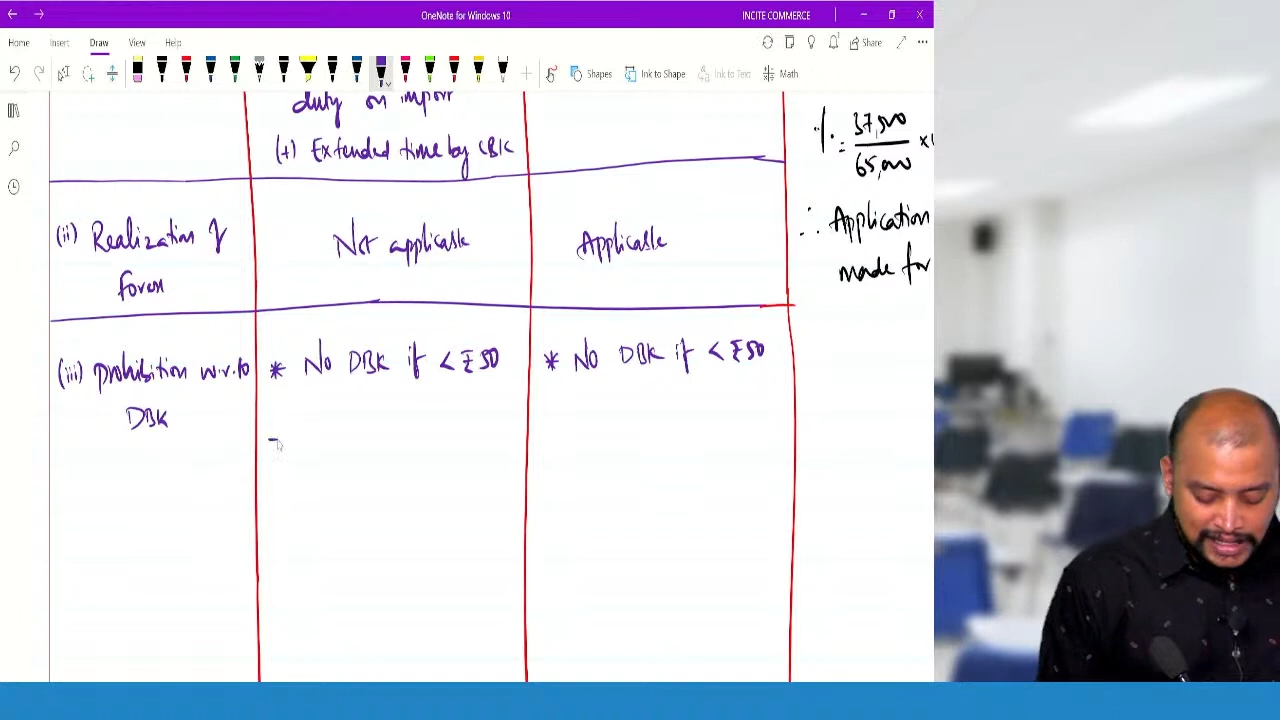 OneNote for Windows 10
INCITE COMMERCE
Home Insert Draw View Help
Share
Shapes Ink to Shape Ink to Text Math
duty on import
(+) Extended time by CBIC
(ii) Realization of forex
Not applicable
Applicable
(iii) Prohibition w.r.to DBK
* No DBK if < ₹50
* No DBK if < ₹50
%. = 37,500
65,000
×
∴ Application
made for